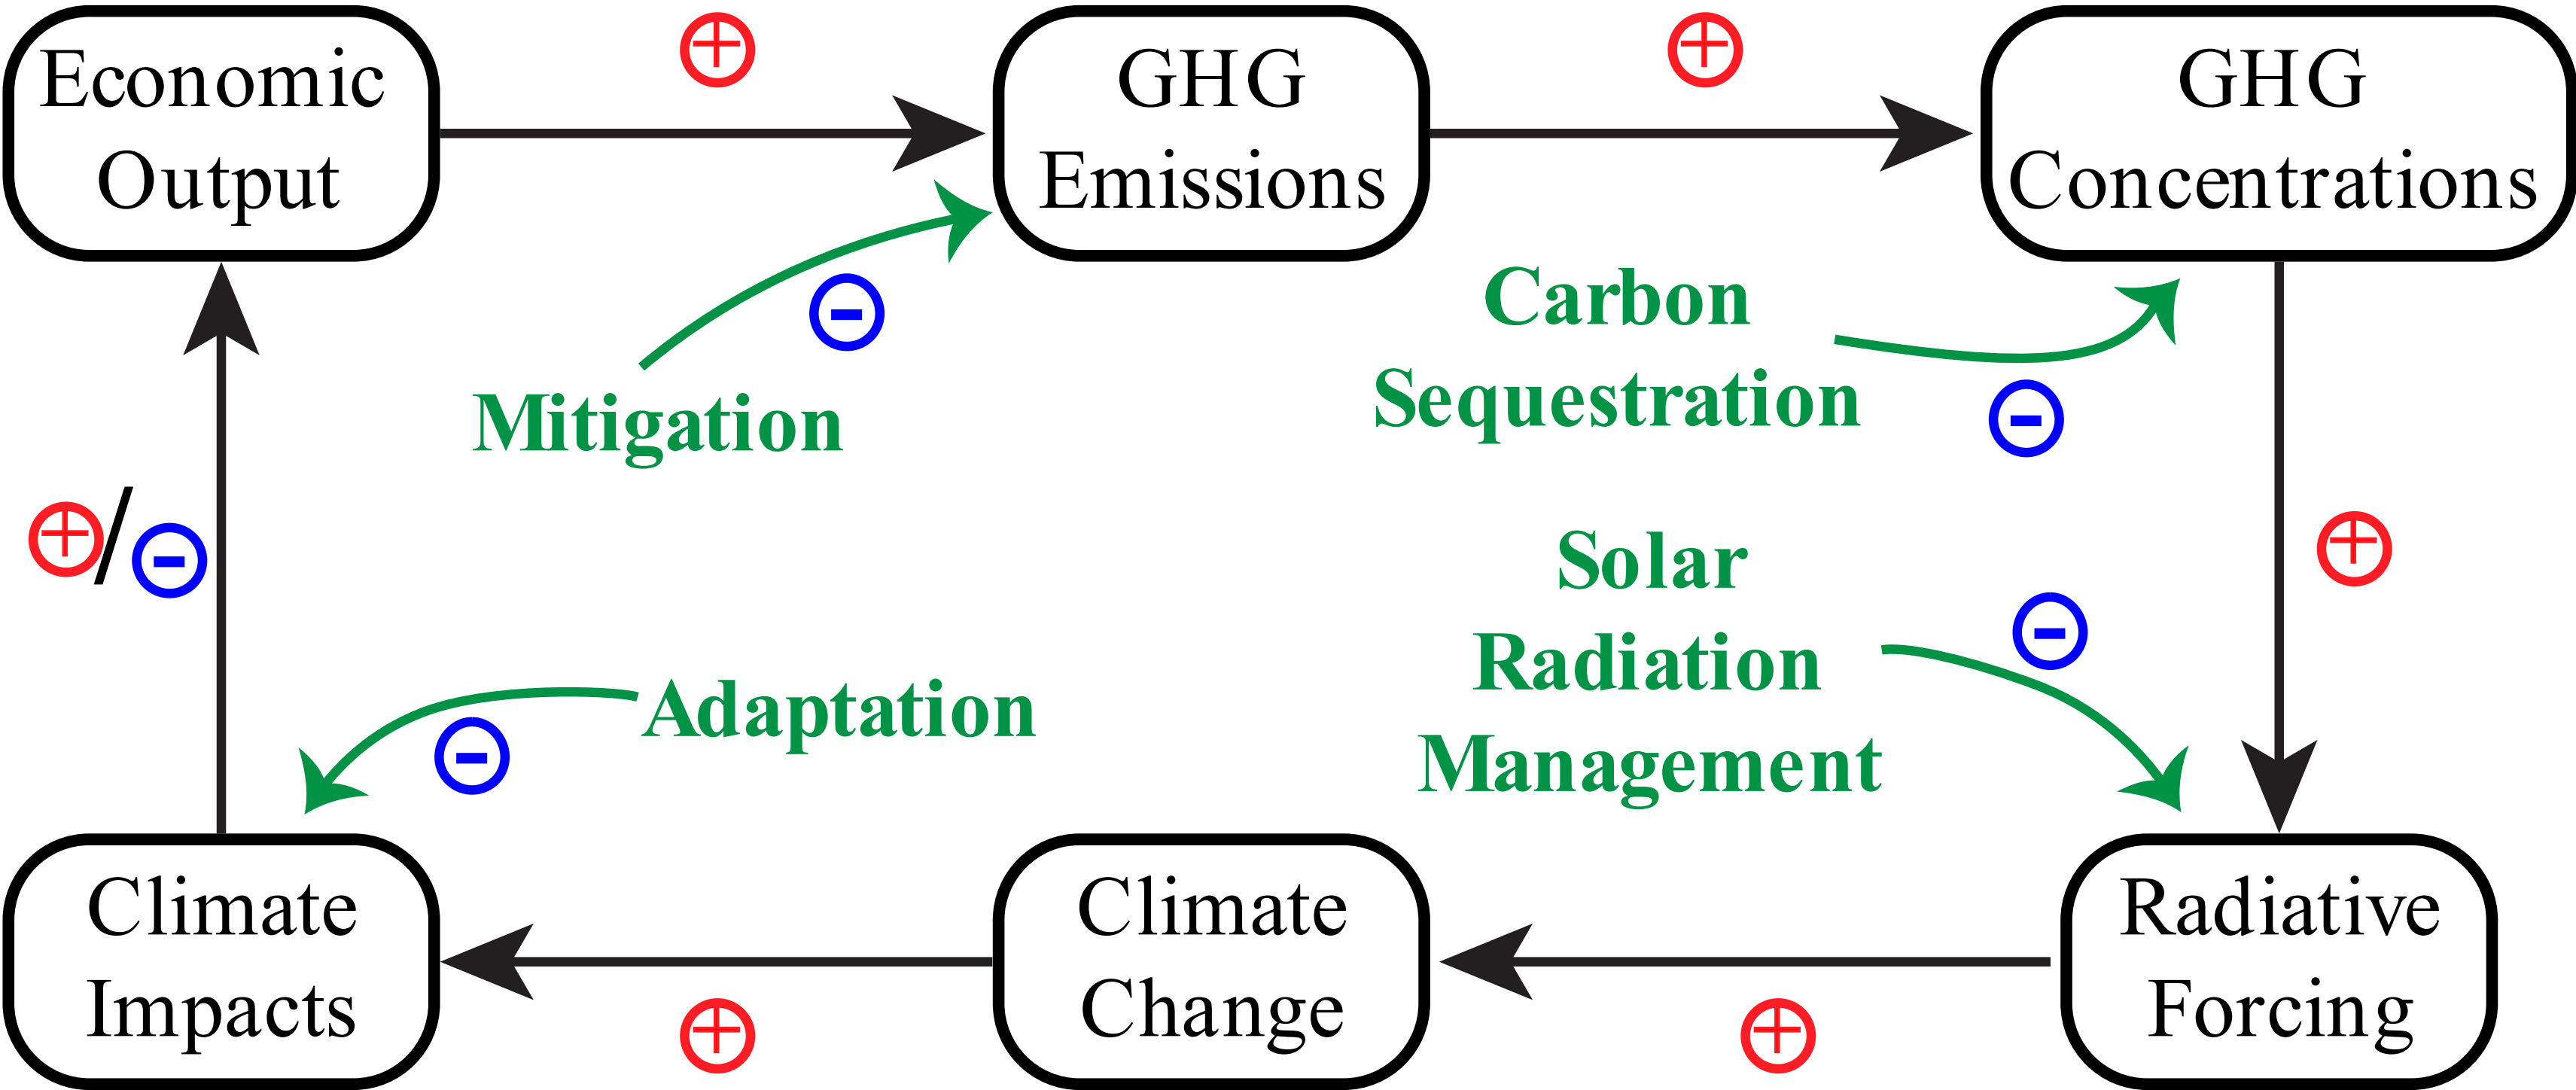 Economic
Output
+
GHG
Emissions
+
GHG
Concentrations
Mitigation
-
Carbon
Sequestration
-
+/-
Solar
Radiation
Management
-
+
Adaptation
-
Climate
Impacts
+
Climate
Change
+
Radiative
Forcing